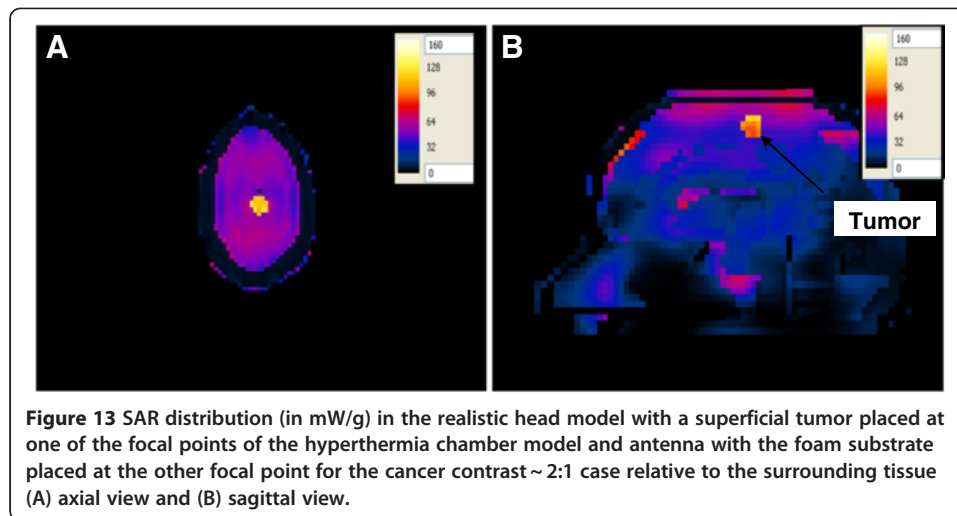 A
160
128
96
64
32
0
B
160
128
96
64
32
0
Tumor
Figure 13 SAR distribution (in mW/g) in the realistic head model with a superficial tumor placed at
one of the focal points of the hyperthermia chamber model and antenna with the foam substrate
placed at the other focal point for the cancer contrast ~ 2:1 case relative to the surrounding tissue
(A) axial view and (B) sagittal view.